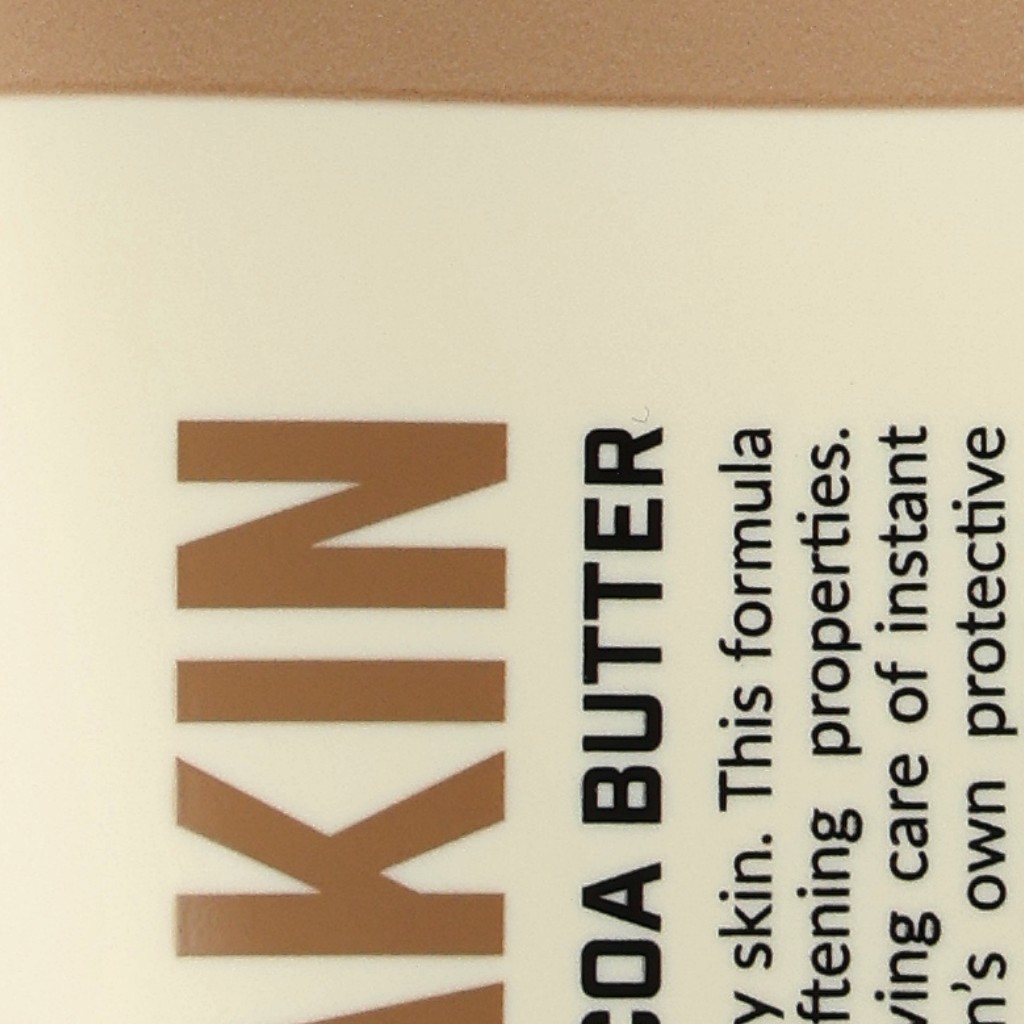 KIN
COA BUTTER
y skin. This formula
ftening properties.
ving care of instant
n's own protective